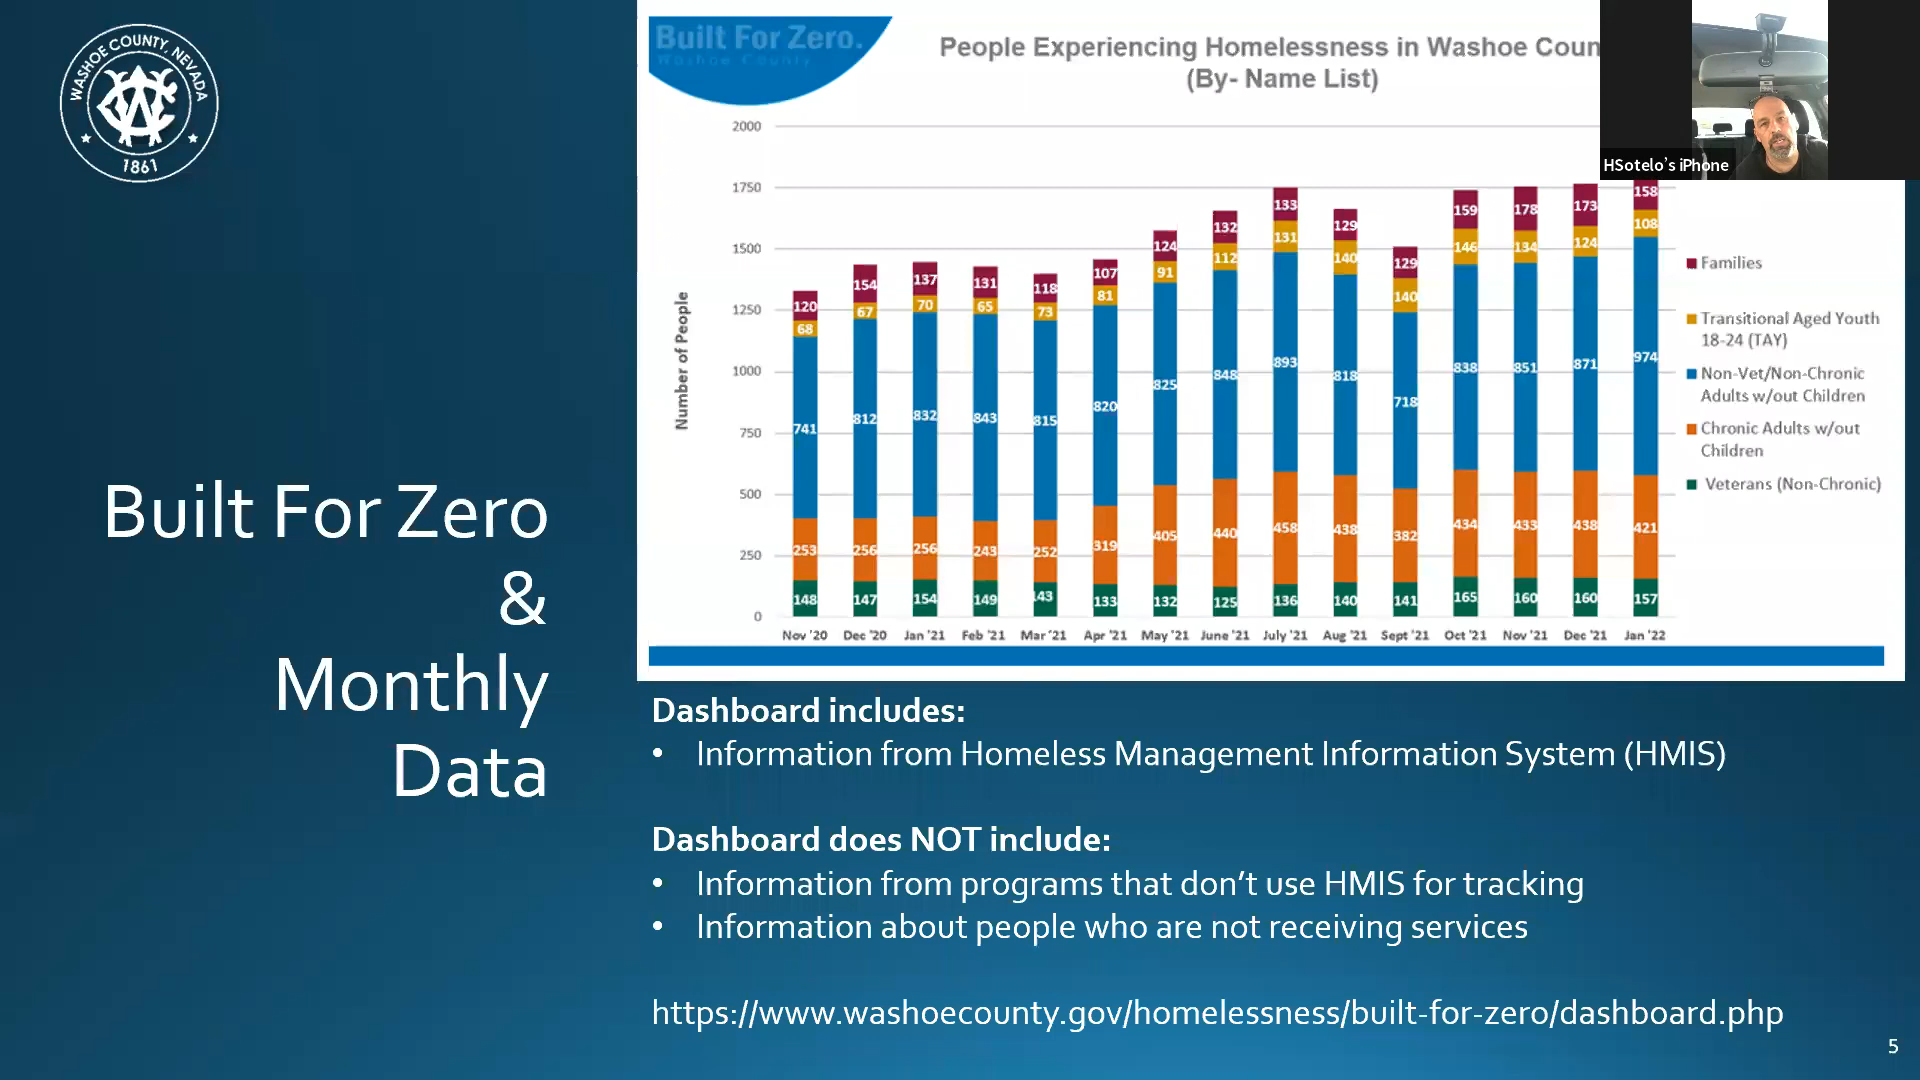 WASHOE COUNTY, NEVADA
1861
Built For Zero
&
Monthly
Data
Built For Zero.
Washoe County
People Experiencing Homelessness in Washoe Coun
(By- Name List)
HSotelo's iPhone
Number of People
2000
1750
1500
1250
1000
750
500
250
0
120 154 137 131 118 107 124 132 133 129 129 159 178 173 158
68 67 70 65 73 81 91 112 131 140 140 146 134 124 108
741 812 832 843 815 820 825 848 893 818 718 838 851 871 974
253 256 256 243 252 319 405 440 458 438 382 434 433 438 421
148 147 154 149 143 133 132 125 136 140 141 165 160 160 157
Nov '20 Dec '20 Jan '21 Feb '21 Mar '21 Apr '21 May '21 June '21 July '21 Aug '21 Sept '21 Oct '21 Nov '21 Dec '21 Jan '22
Families
Transitional Aged Youth
18-24 (TAY)
Non-Vet/Non-Chronic
Adults w/out Children
Chronic Adults w/out
Children
Veterans (Non-Chronic)
Dashboard includes:
• Information from Homeless Management Information System (HMIS)
Dashboard does NOT include:
• Information from programs that don't use HMIS for tracking
• Information about people who are not receiving services
https://www.washoecounty.gov/homelessness/built-for-zero/dashboard.php
5